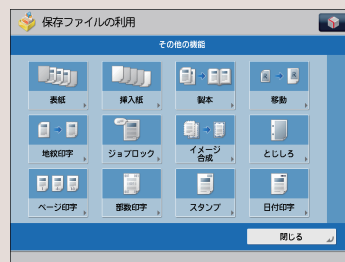 保存ファイルの利用
その他の機能
表紙
挿入紙
製本
移動
地紋印字
ジョブロック
イメージ
合成
とじしろ
ページ印字
部数印字
スタンプ
日付印字
閉じる